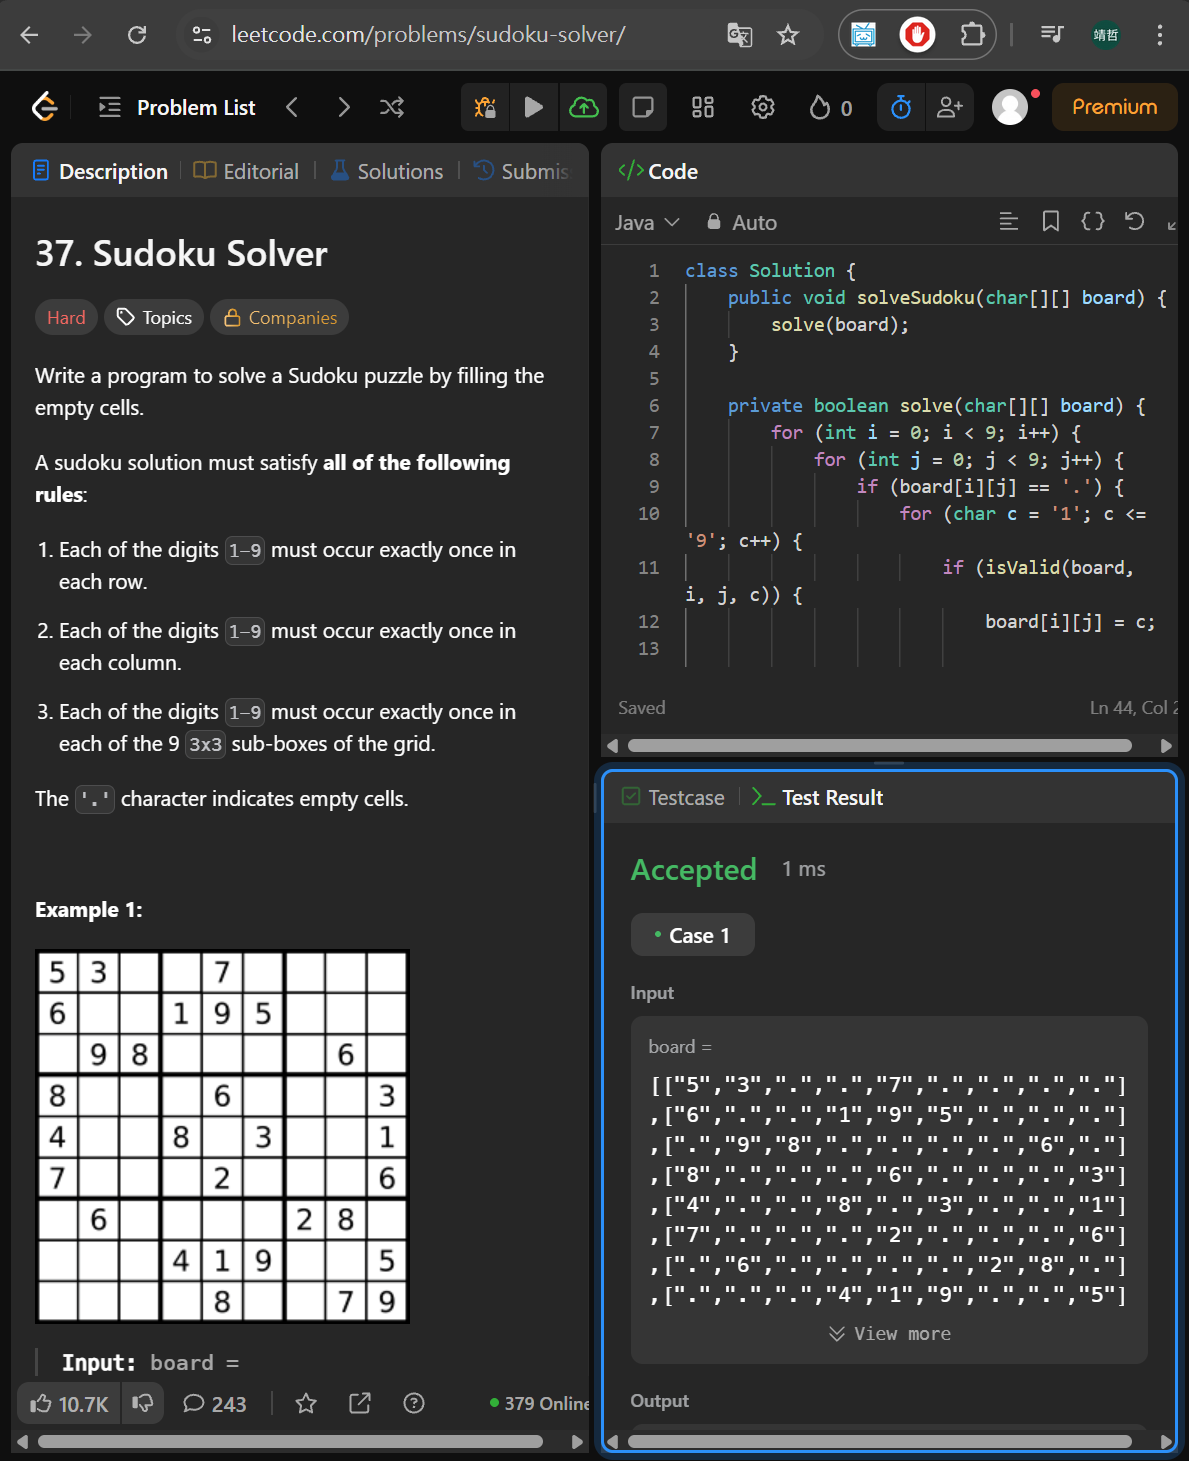 leetcode.com/problems/sudoku-solver/
靖哲
Problem List
0
Premium
Description
Editorial
Solutions
Submis
37. Sudoku Solver
Hard
Topics
Companies
Write a program to solve a Sudoku puzzle by filling the
empty cells.
A sudoku solution must satisfy all of the following
rules:
1. Each of the digits 1-9 must occur exactly once in
each row.
2. Each of the digits 1-9 must occur exactly once in
each column.
3. Each of the digits 1-9 must occur exactly once in
each of the 9 3x3 sub-boxes of the grid.
The '.' character indicates empty cells.
Example 1:
5 3 7
6 1 9 5
9 8 6
8 6 3
4 8 3 1
7 2 6
6 2 8
4 1 9 5
8 7 9
Input: board =
10.7K
243
379 Online
</> Code
Java
Auto
1 class Solution {
2 public void solveSudoku(char[][] board) {
3 solve(board);
4 }
5
6 private boolean solve(char[][] board) {
7 for (int i = 0; i < 9; i++) {
8 for (int j = 0; j < 9; j++) {
9 if (board[i][j] == '.') {
10 for (char c = '1'; c <=
'9'; c++) {
11 if (isValid(board,
i, j, c)) {
12 board[i][j] = c;
13
Saved
Ln 44, Col 2
Testcase
Test Result
Accepted
1 ms
Case 1
Input
board =
[["5","3",".",".","7",".",".",".","."]
,["6",".",".","1","9","5",".",".","."]
,[".","9","8",".",".",".",".","6","."]
,["8",".",".",".","6",".",".",".","3"]
,["4",".",".","8",".","3",".",".","1"]
,["7",".",".",".","2",".",".",".","6"]
,[".","6",".",".",".",".","2","8","."]
,[".",".",".","4","1","9",".",".","5"]
View more
Output